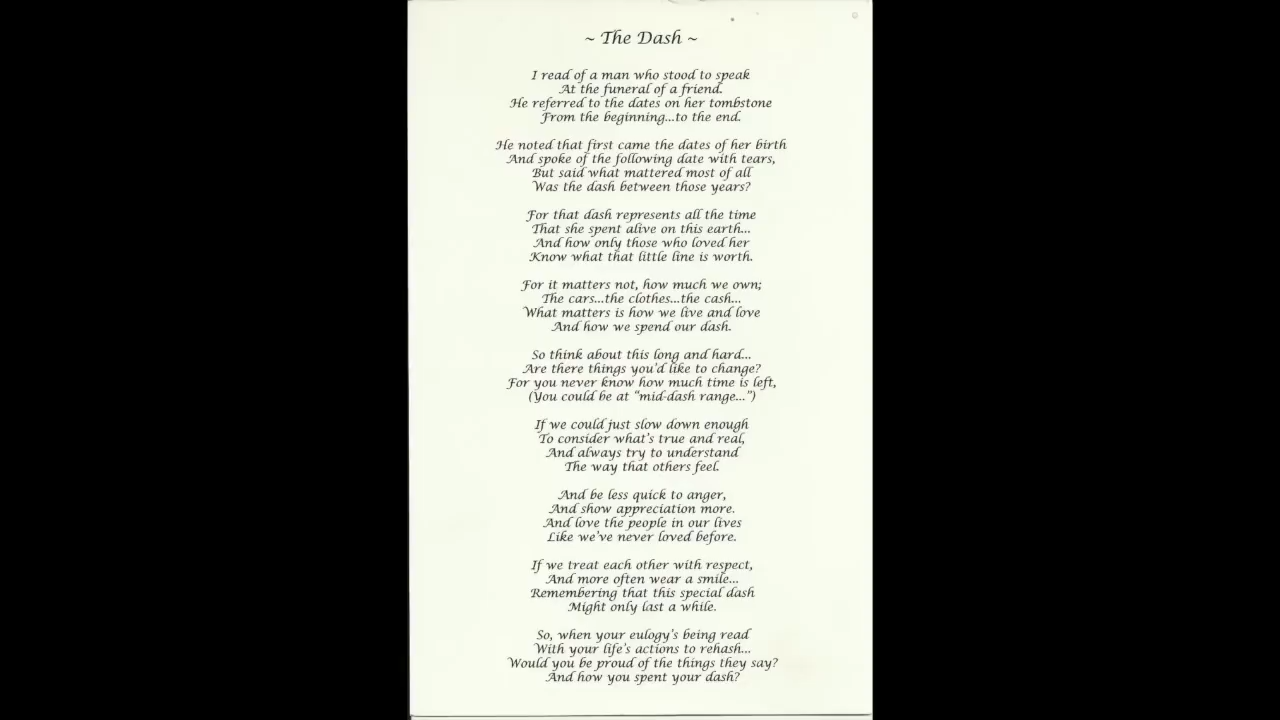 ~ The Dash ~
I read of a man who stood to speak
At the funeral of a friend.
He referred to the dates on her tombstone
From the beginning...to the end.
He noted that first came the dates of her birth
And spoke of the following date with tears,
But said what mattered most of all
Was the dash between those years?
For that dash represents all the time
That she spent alive on this earth...
And how only those who loved her
Know what that little line is worth.
For it matters not, how much we own;
The cars...the clothes...the cash...
What matters is how we live and love
And how we spend our dash.
So think about this long and hard...
Are there things you'd like to change?
For you never know how much time is left,
(You could be at "mid-dash range...")
If we could just slow down enough
To consider what's true and real,
And always try to understand
The way that others feel.
And be less quick to anger,
And show appreciation more.
And love the people in our lives
Like we've never loved before.
If we treat each other with respect,
And more often wear a smile...
Remembering that this special dash
Might only last a while.
So, when your eulogy's being read
With your life's actions to rehash...
Would you be proud of the things they say?
And how you spent your dash?